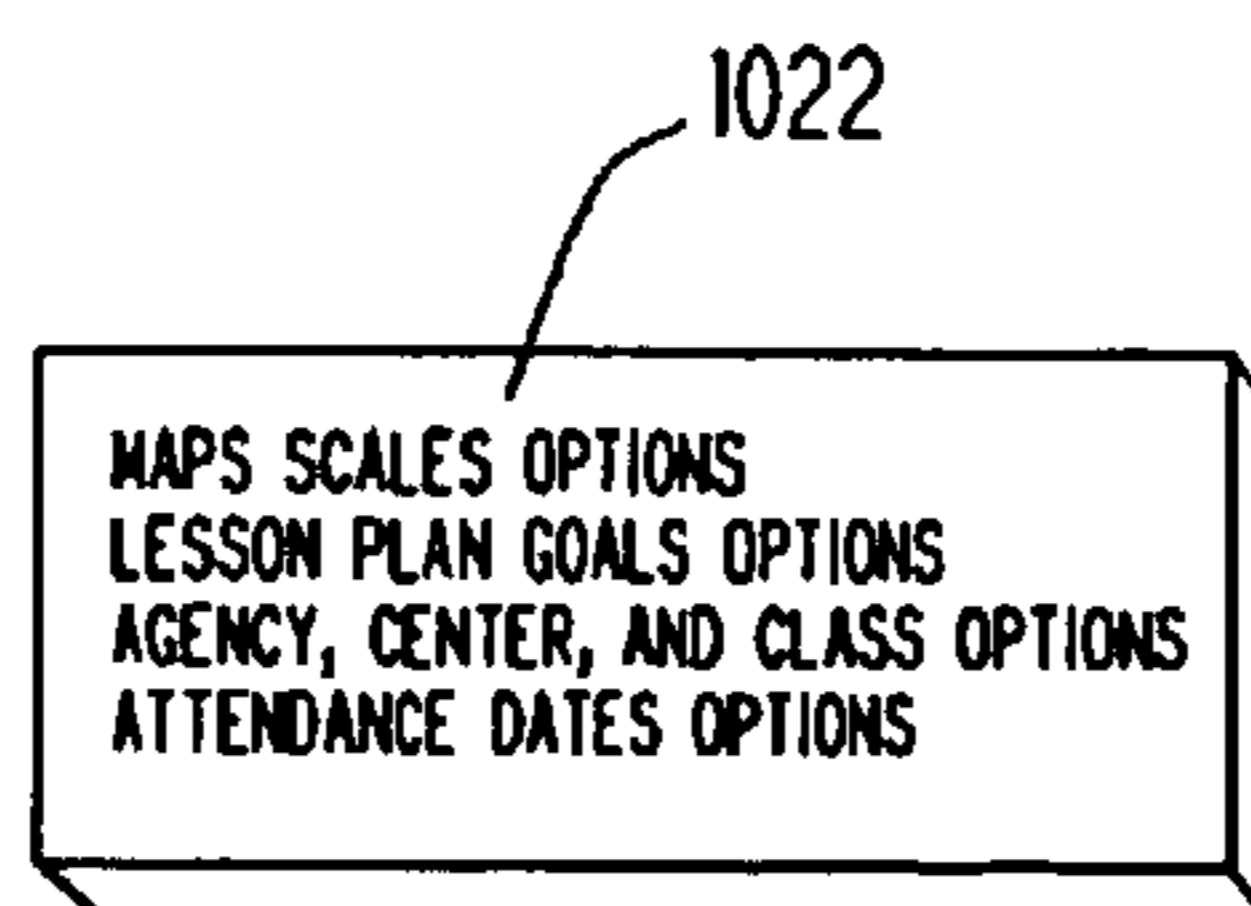 1022
MAPS SCALES OPTIONS
LESSON PLAN GOALS OPTIONS
AGENCY, CENTER, AND CLASS OPTIONS
ATTENDANCE DATES OPTIONS